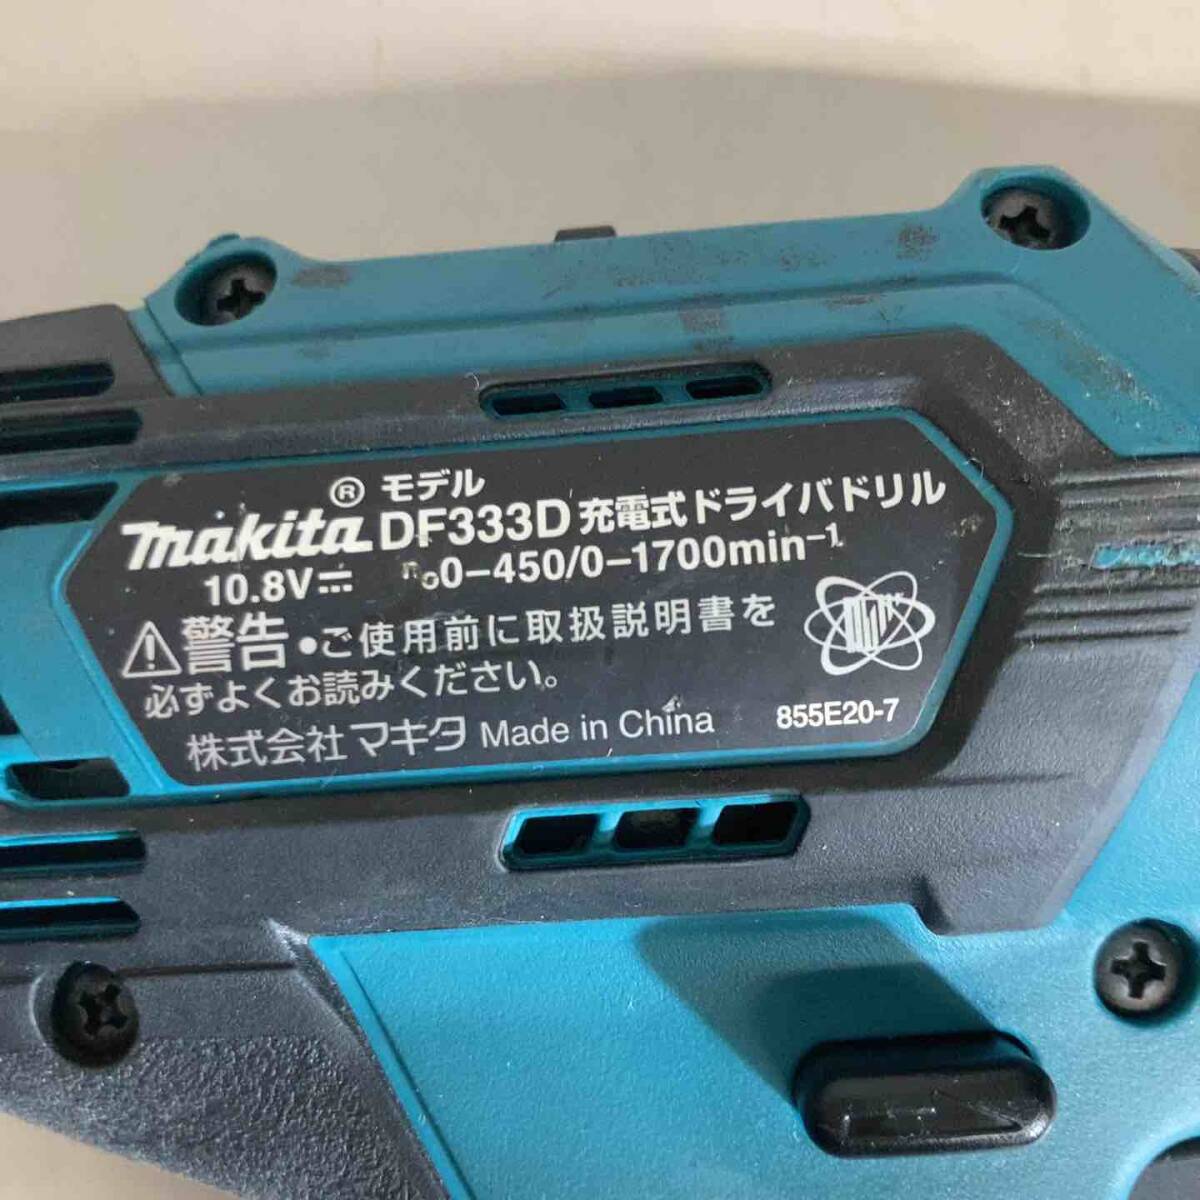 ® モデル
makita DF333D 充電式ドライバドリル
10.8V⎓ n₀0-450/0-1700min⁻¹
⚠警告 •ご使用前に取扱説明書を
必ずよくお読みください。
株式会社マキタ Made in China 855E20-7